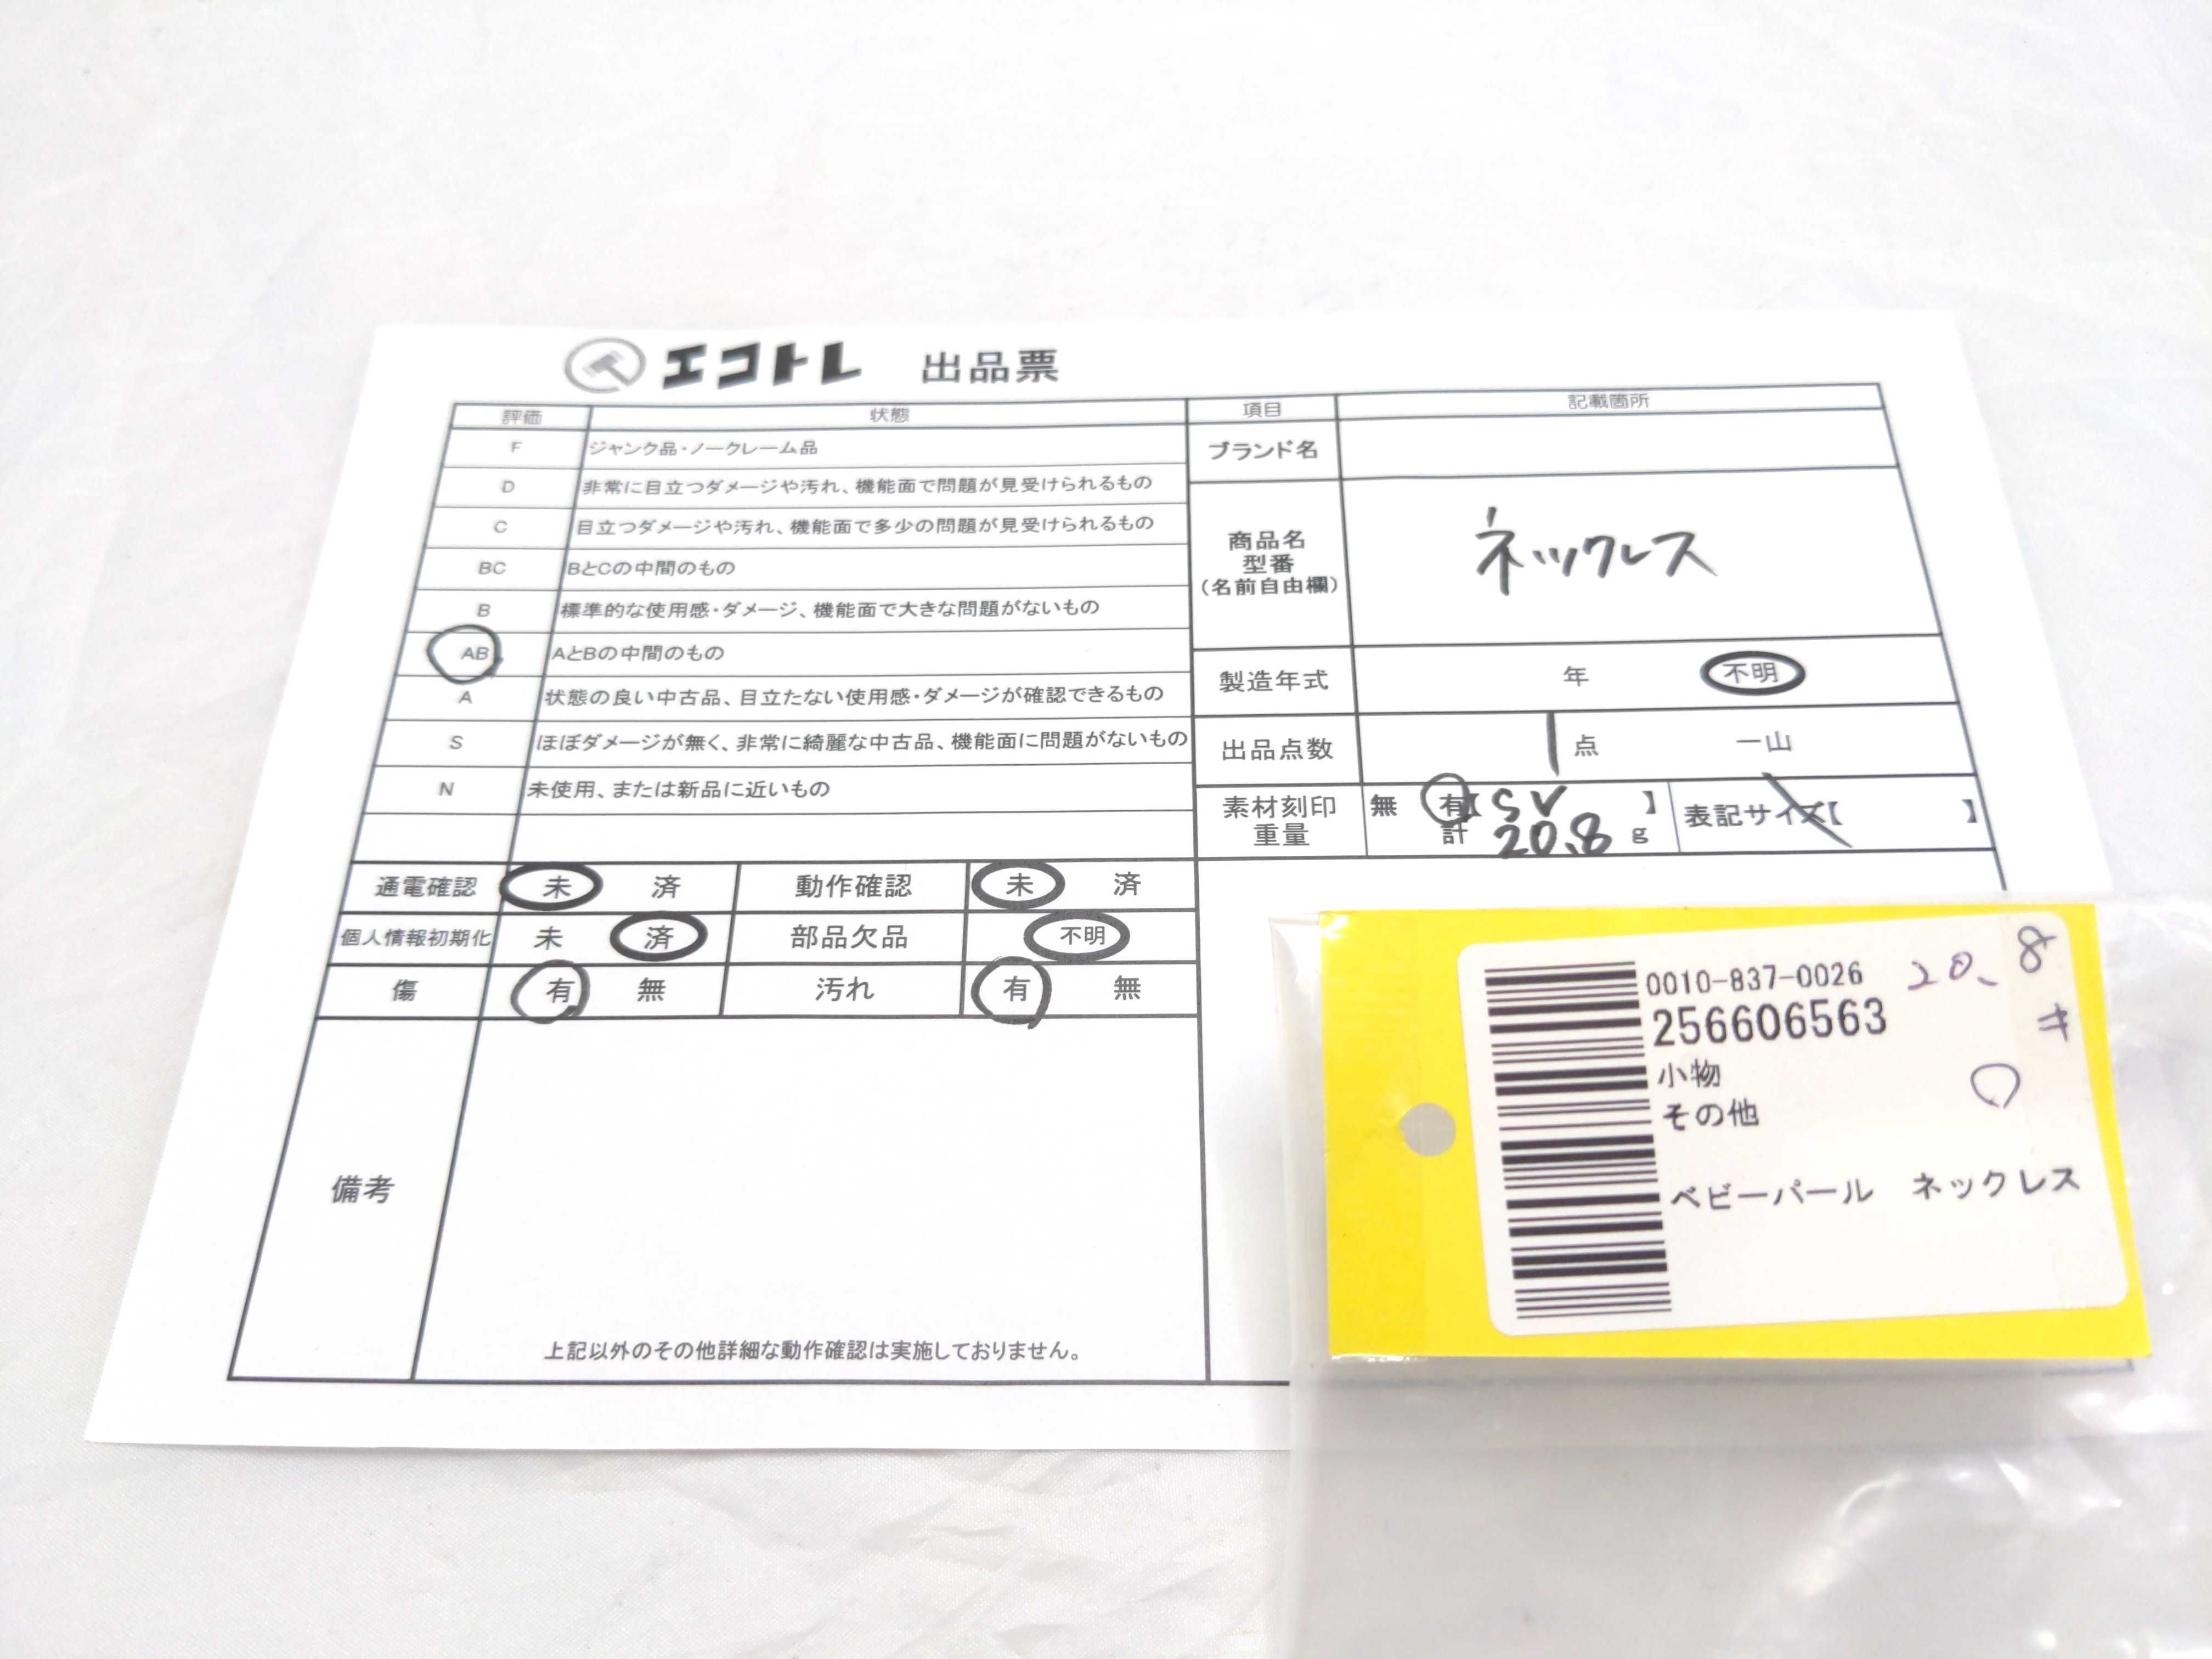 エコトレ 出品票
評価 状態
F ジャンク品・ノークレーム品
D 非常に目立つダメージや汚れ、機能面で問題が見受けられるもの
C 目立つダメージや汚れ、機能面で多少の問題が見受けられるもの
BC BとCの中間のもの
B 標準的な使用感・ダメージ、機能面で大きな問題がないもの
AB AとBの中間のもの
A 状態の良い中古品、目立たない使用感・ダメージが確認できるもの
S ほぼダメージが無く、非常に綺麗な中古品、機能面に問題がないもの
N 未使用、または新品に近いもの
項目 記載箇所
ブランド名
商品名
型番
(名前自由欄)
ネックレス
製造年式 年 不明
出品点数 1点 一山
素材刻印
重量
無 有【SV】
計 20.8 g
表記サイズ【 】
通電確認 未 済 動作確認 未 済
個人情報初期化 未 済 部品欠品 不明
傷 有 無 汚れ 有 無
備考
上記以外のその他詳細な動作確認は実施しておりません。
0010-837-0026 20.8
256606563 キ
小物
その他
ベビーパール ネックレス